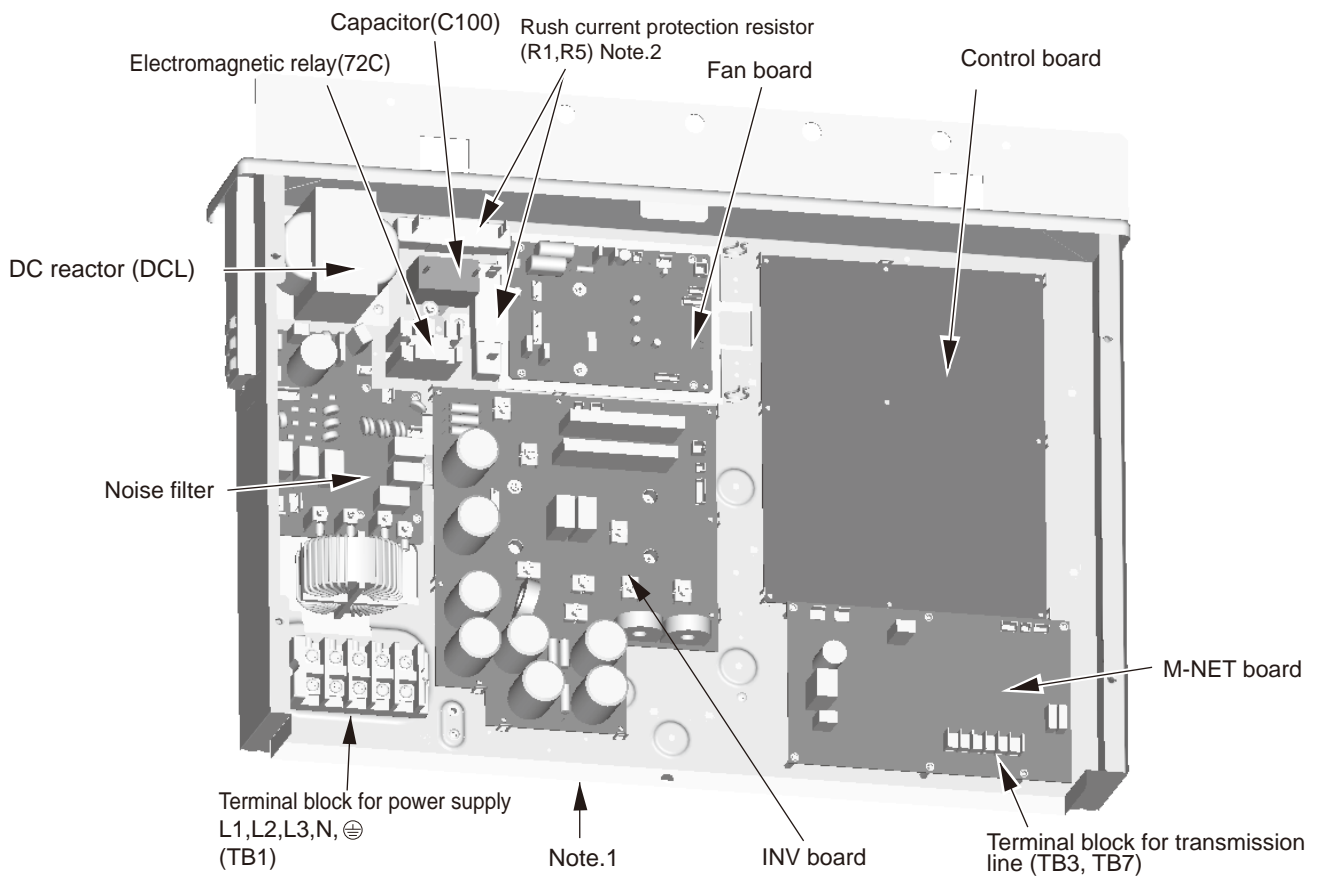 Capacitor(C100)
Rush current protection resistor
(R1,R5) Note.2
Electromagnetic relay(72C)
Fan board
Control board
DC reactor (DCL)
Noise filter
M-NET board
Terminal block for power supply
L1,L2,L3,N,
(TB1)
Note.1
INV board
Terminal block for transmission
line (TB3, TB7)